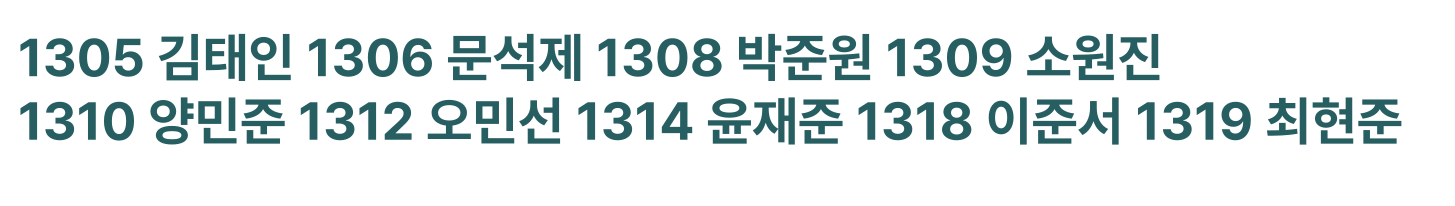 1305 김태인 1306 문석제 1308 박준원 1309 소원진
1310 양민준 1312 오민선 1314 윤재준 1318 이준서 1319 최현준